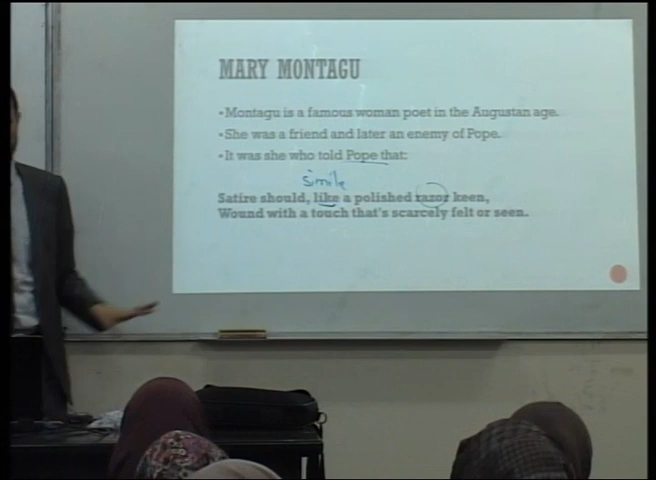 MARY MONTAGU
•Montagu is a famous woman poet in the Augustan age.
•She was a friend and later an enemy of Pope.
•It was she who told Pope that:
simile
Satire should, like a polished razor keen,
Wound with a touch that's scarcely felt or seen.